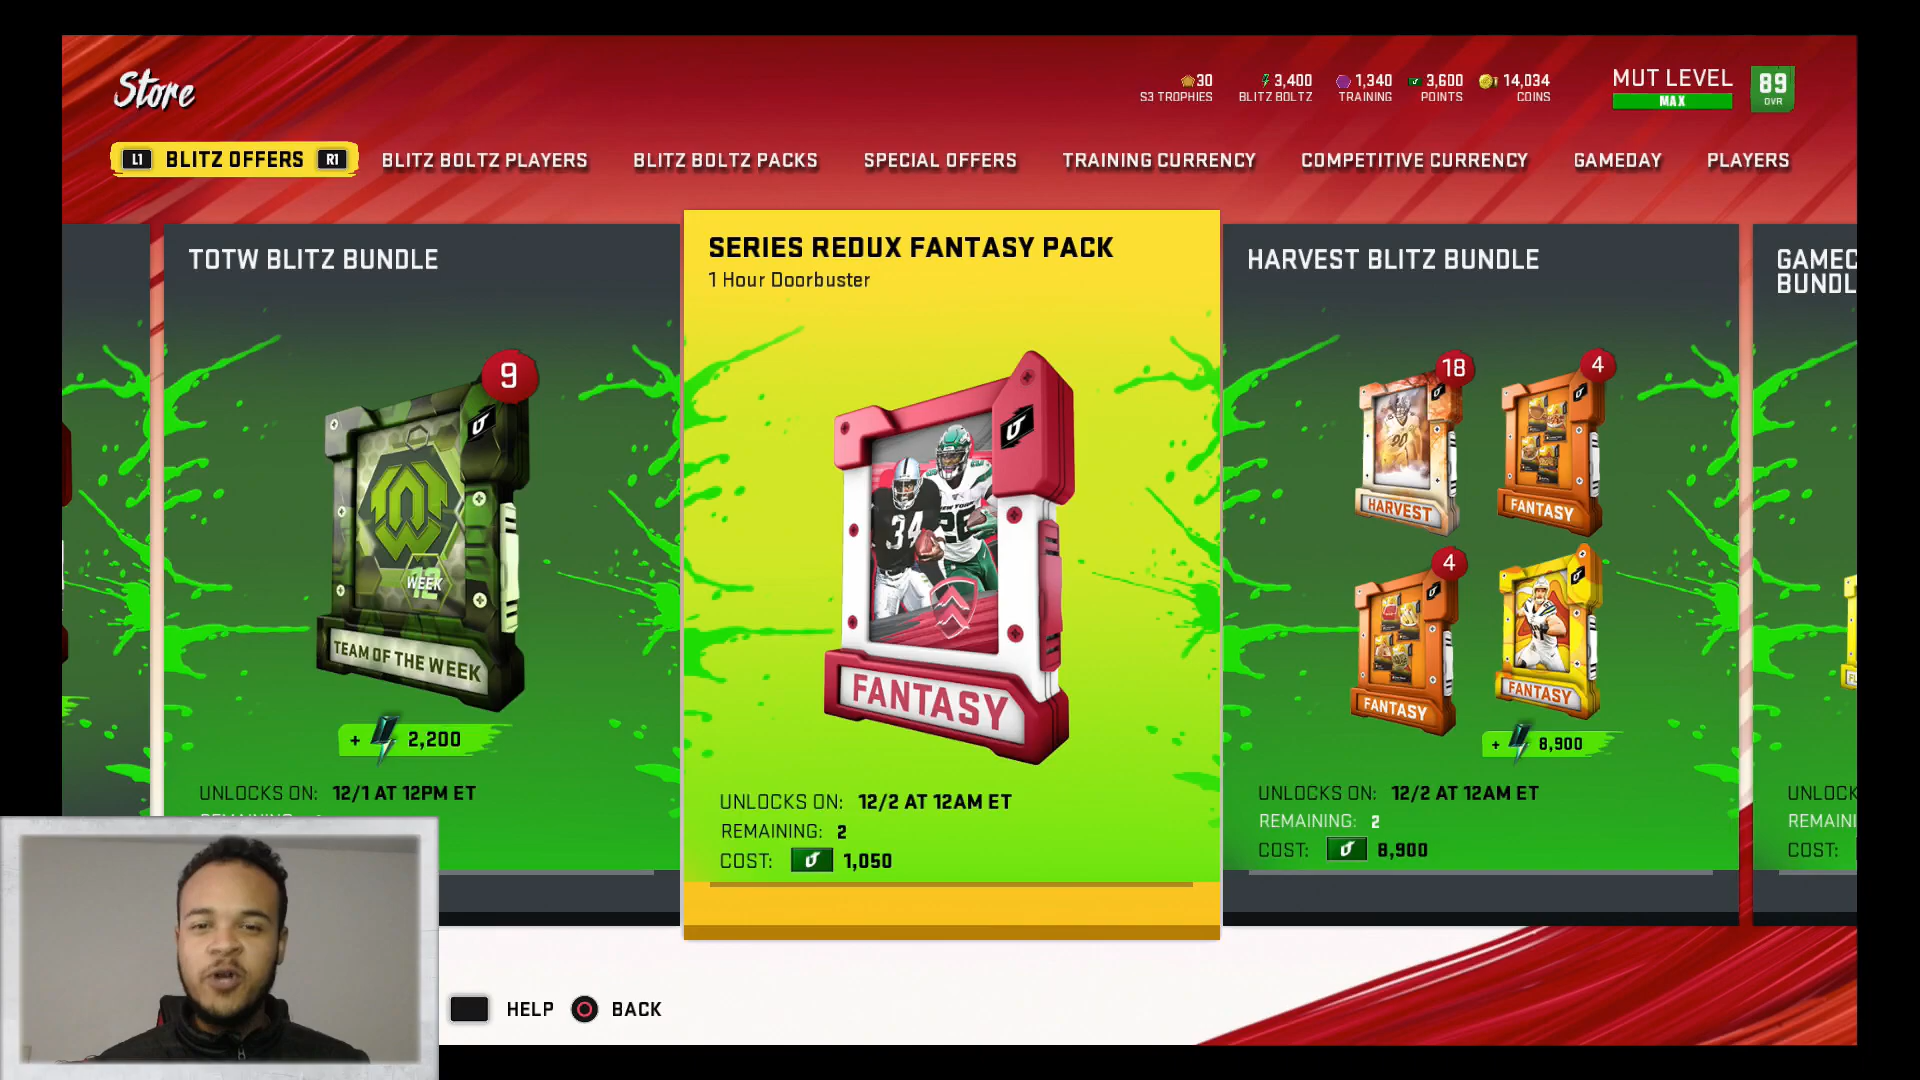 Store
30
S3 TROPHIES
3,400
BLITZ BOLTZ
1,340
TRAINING
3,600
POINTS
14,034
COINS
MUT LEVEL
MAX
89
OVR
L1 BLITZ OFFERS R1
BLITZ BOLTZ PLAYERS
BLITZ BOLTZ PACKS
SPECIAL OFFERS
TRAINING CURRENCY
COMPETITIVE CURRENCY
GAMEDAY
PLAYERS
TOTW BLITZ BUNDLE
9
WEEK
12
TEAM OF THE WEEK
+ 2,200
UNLOCKS ON: 12/1 AT 12PM ET
SERIES REDUX FANTASY PACK
1 Hour Doorbuster
34
26
FANTASY
UNLOCKS ON: 12/2 AT 12AM ET
REMAINING: 2
COST: 1,050
HARVEST BLITZ BUNDLE
18
HARVEST
4
FANTASY
4
FANTASY
FANTASY
+ 8,900
UNLOCKS ON: 12/2 AT 12AM ET
REMAINING: 2
COST: 8,900
GAMEC
BUNDL
UNLOCK
REMAINI
COST:
HELP
BACK